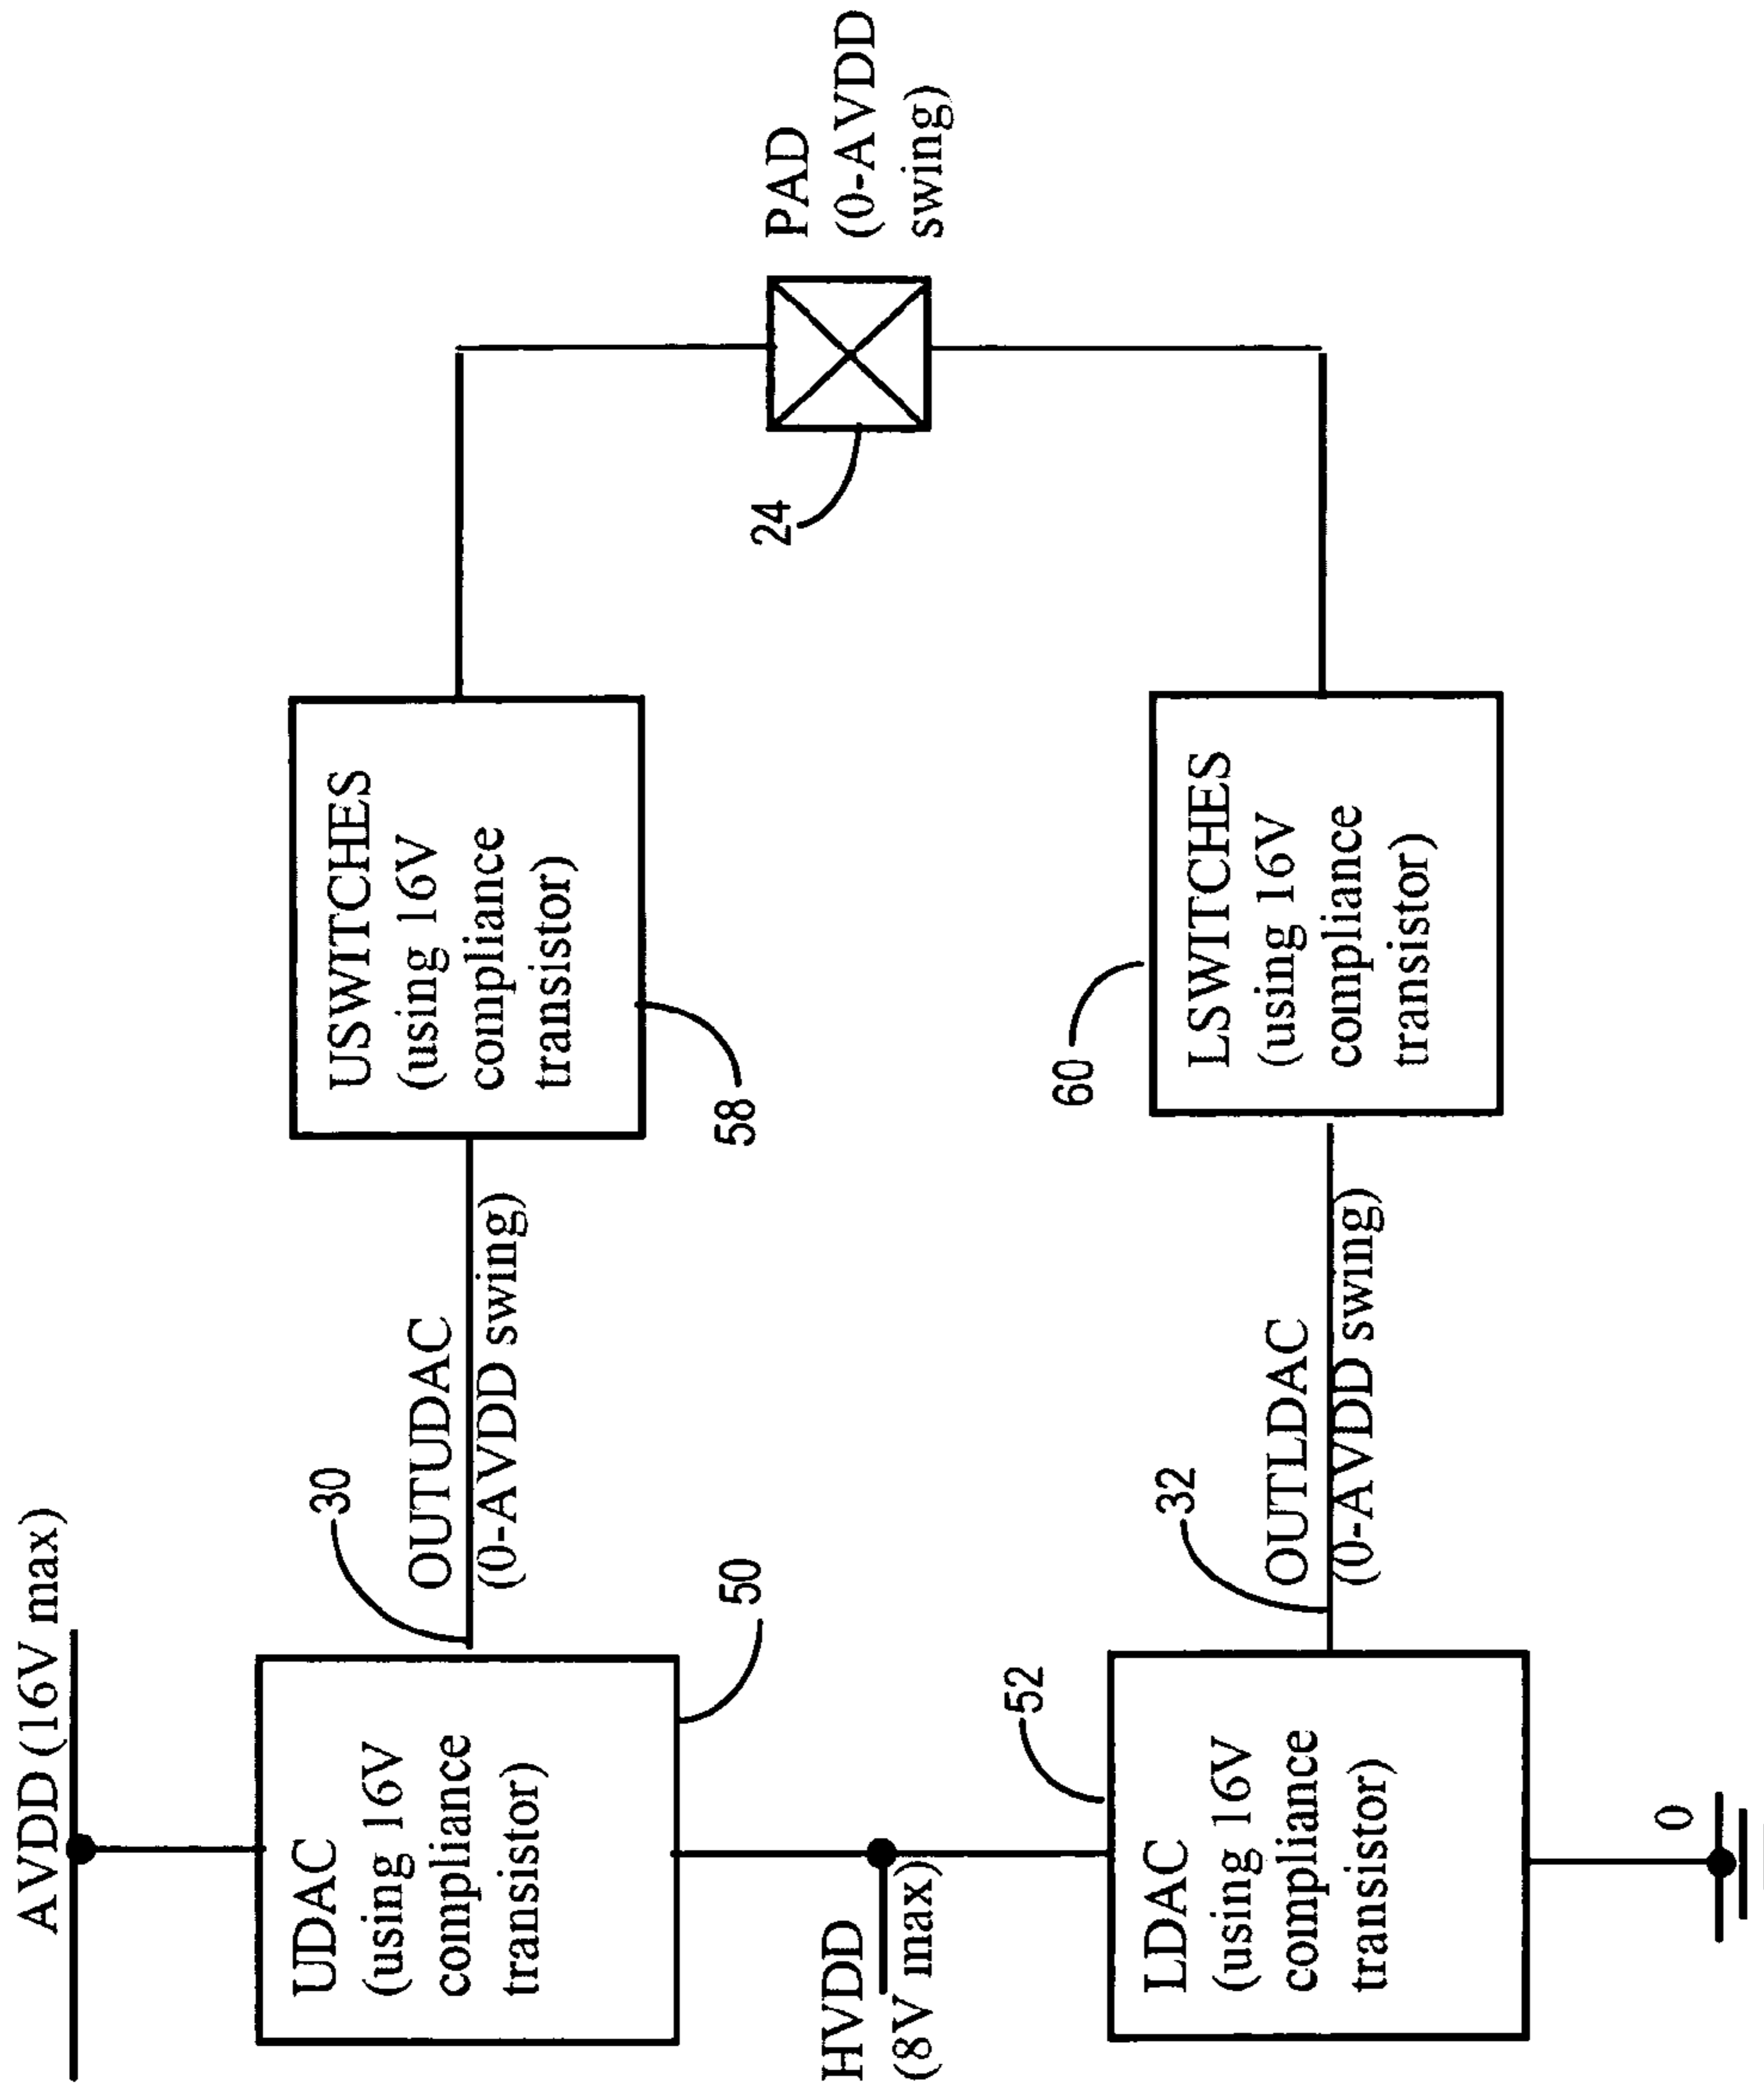 AVDD (16V max)
UDAC
(using 16V
compliance
transistor)
50
30
OUTUDAC
(0-AVDD swing)
USWITCHES
(using 16V
compliance
transistor)
58
HVDD
(8V max)
24
PAD
(0-AVDD
swing)
52
LDAC
(using 16V
compliance
transistor)
32
OUTLDAC
(0-AVDD swing)
60
LSWITCHES
(using 16V
compliance
transistor)
0